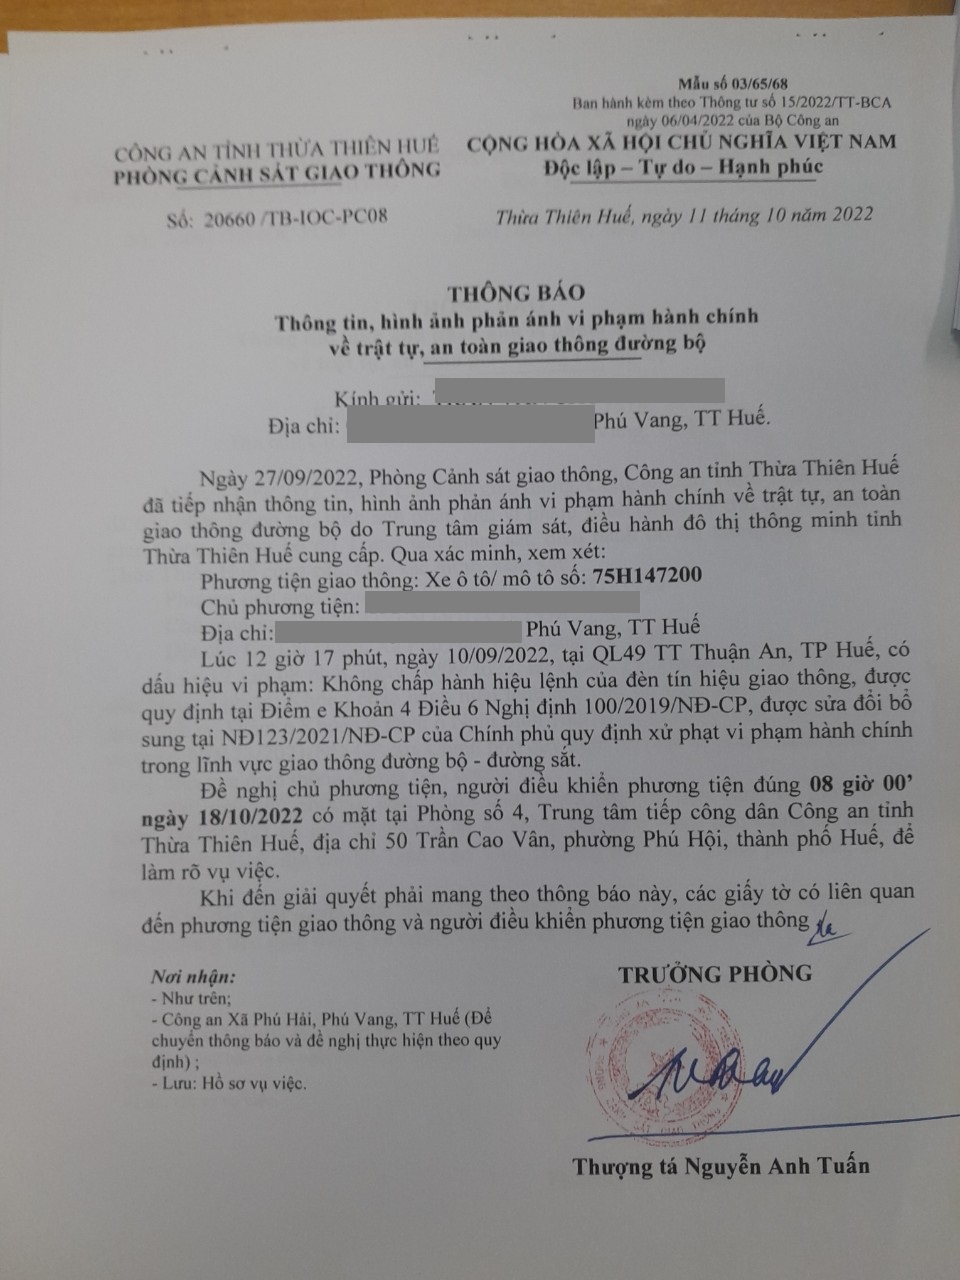 Mẫu số 03/65/68
Ban hành kèm theo Thông tư số 15/2022/TT-BCA
ngày 06/04/2022 của Bộ Công an
CÔNG AN TỈNH THỪA THIÊN HUẾ
PHÒNG CẢNH SÁT GIAO THÔNG
CỘNG HÒA XÃ HỘI CHỦ NGHĨA VIỆT NAM
Độc lập – Tự do – Hạnh phúc
Số: 20660 /TB-IOC-PC08
Thừa Thiên Huế, ngày 11 tháng 10 năm 2022
THÔNG BÁO
Thông tin, hình ảnh phản ánh vi phạm hành chính
về trật tự, an toàn giao thông đường bộ
Kính gửi:
Địa chỉ: Phú Vang, TT Huế.
Ngày 27/09/2022, Phòng Cảnh sát giao thông, Công an tỉnh Thừa Thiên Huế
đã tiếp nhận thông tin, hình ảnh phản ánh vi phạm hành chính về trật tự, an toàn
giao thông đường bộ do Trung tâm giám sát, điều hành đô thị thông minh tỉnh
Thừa Thiên Huế cung cấp. Qua xác minh, xem xét:
Phương tiện giao thông: Xe ô tô/ mô tô số: 75H147200
Chủ phương tiện:
Địa chỉ: Phú Vang, TT Huế
Lúc 12 giờ 17 phút, ngày 10/09/2022, tại QL49 TT Thuận An, TP Huế, có
dấu hiệu vi phạm: Không chấp hành hiệu lệnh của đèn tín hiệu giao thông, được
quy định tại Điểm e Khoản 4 Điều 6 Nghị định 100/2019/NĐ-CP, được sửa đổi bổ
sung tại NĐ123/2021/NĐ-CP của Chính phủ quy định xử phạt vi phạm hành chính
trong lĩnh vực giao thông đường bộ - đường sắt.
Đề nghị chủ phương tiện, người điều khiển phương tiện đúng 08 giờ 00’
ngày 18/10/2022 có mặt tại Phòng số 4, Trung tâm tiếp công dân Công an tỉnh
Thừa Thiên Huế, địa chỉ 50 Trần Cao Vân, phường Phú Hội, thành phố Huế, để
làm rõ vụ việc.
Khi đến giải quyết phải mang theo thông báo này, các giấy tờ có liên quan
đến phương tiện giao thông và người điều khiển phương tiện giao thông
Nơi nhận:
- Như trên;
- Công an Xã Phú Hải, Phú Vang, TT Huế (Để
chuyển thông báo và đề nghị thực hiện theo quy
định) ;
- Lưu: Hồ sơ vụ việc.
TRƯỞNG PHÒNG
Thượng tá Nguyễn Anh Tuấn